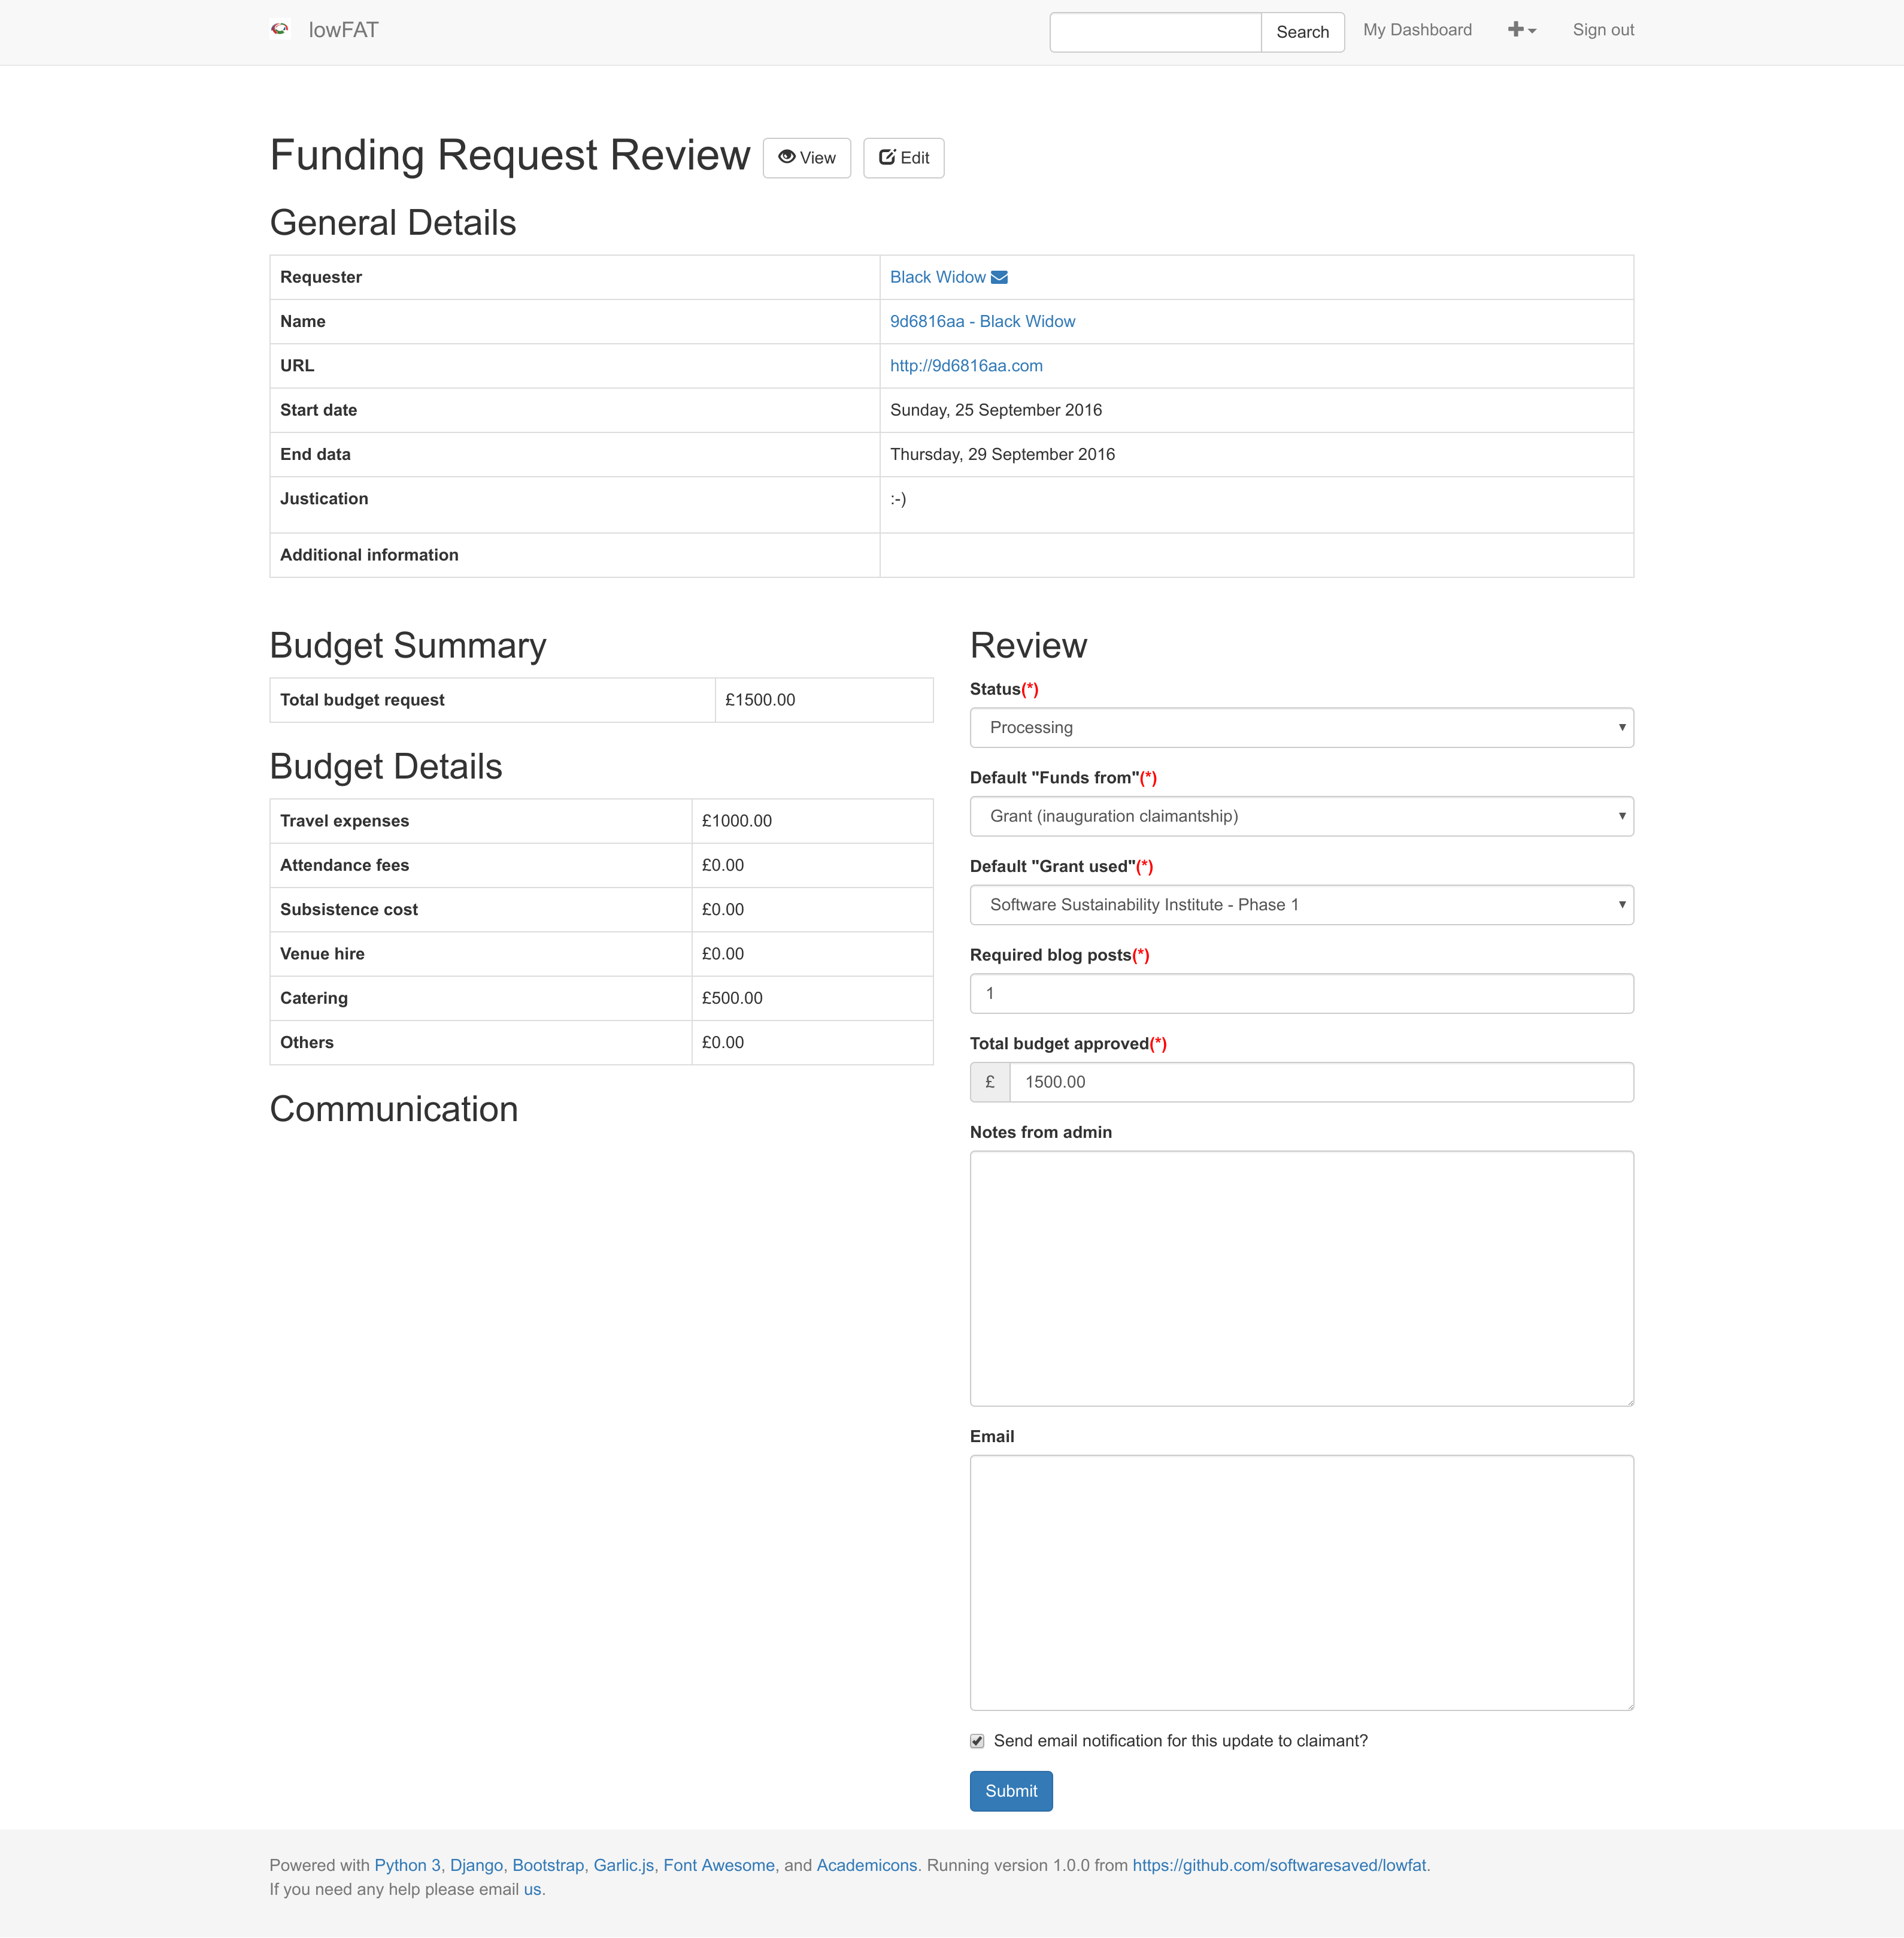 lowFAT
Search My Dashboard Sign out
Funding Request Review View Edit
General Details
Requester Black Widow
Name 9d6816aa - Black Widow
URL http://9d6816aa.com
Start date Sunday, 25 September 2016
End data Thursday, 29 September 2016
Justication :-)
Additional information
Budget Summary
Total budget request £1500.00
Budget Details
Travel expenses £1000.00
Attendance fees £0.00
Subsistence cost £0.00
Venue hire £0.00
Catering £500.00
Others £0.00
Communication
Review
Status(*)
Processing
Default "Funds from"(*)
Grant (inauguration claimantship)
Default "Grant used"(*)
Software Sustainability Institute - Phase 1
Required blog posts(*)
1
Total budget approved(*)
£ 1500.00
Notes from admin
Email
Send email notification for this update to claimant?
Submit
Powered with Python 3, Django, Bootstrap, Garlic.js, Font Awesome, and Academicons. Running version 1.0.0 from https://github.com/softwaresaved/lowfat.
If you need any help please email us.